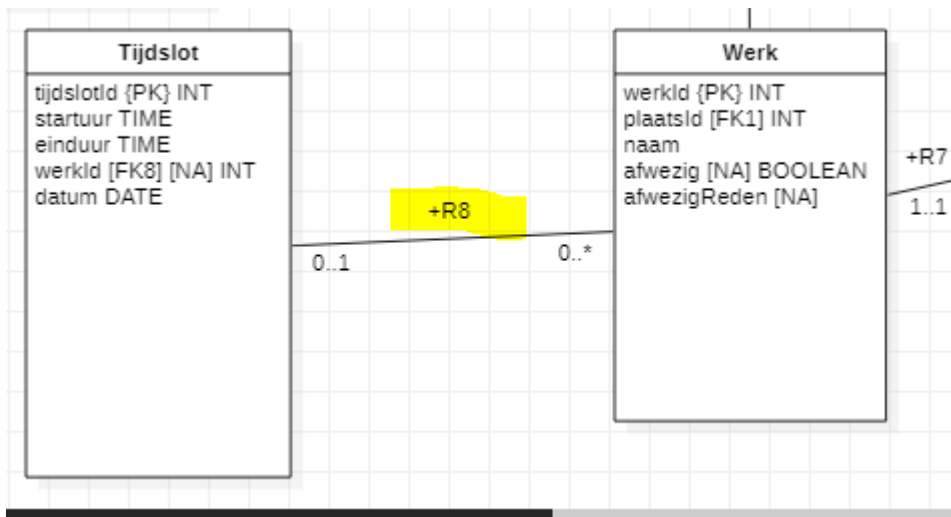 Tijdslot
tijdslotId {PK} INT
startuur TIME
einduur TIME
werkId [FK8] [NA] INT
datum DATE
+R8
0..1
0..*
Werk
werkId {PK} INT
plaatsId [FK1] INT
naam
afwezig [NA] BOOLEAN
afwezigReden [NA]
+R7
1..1